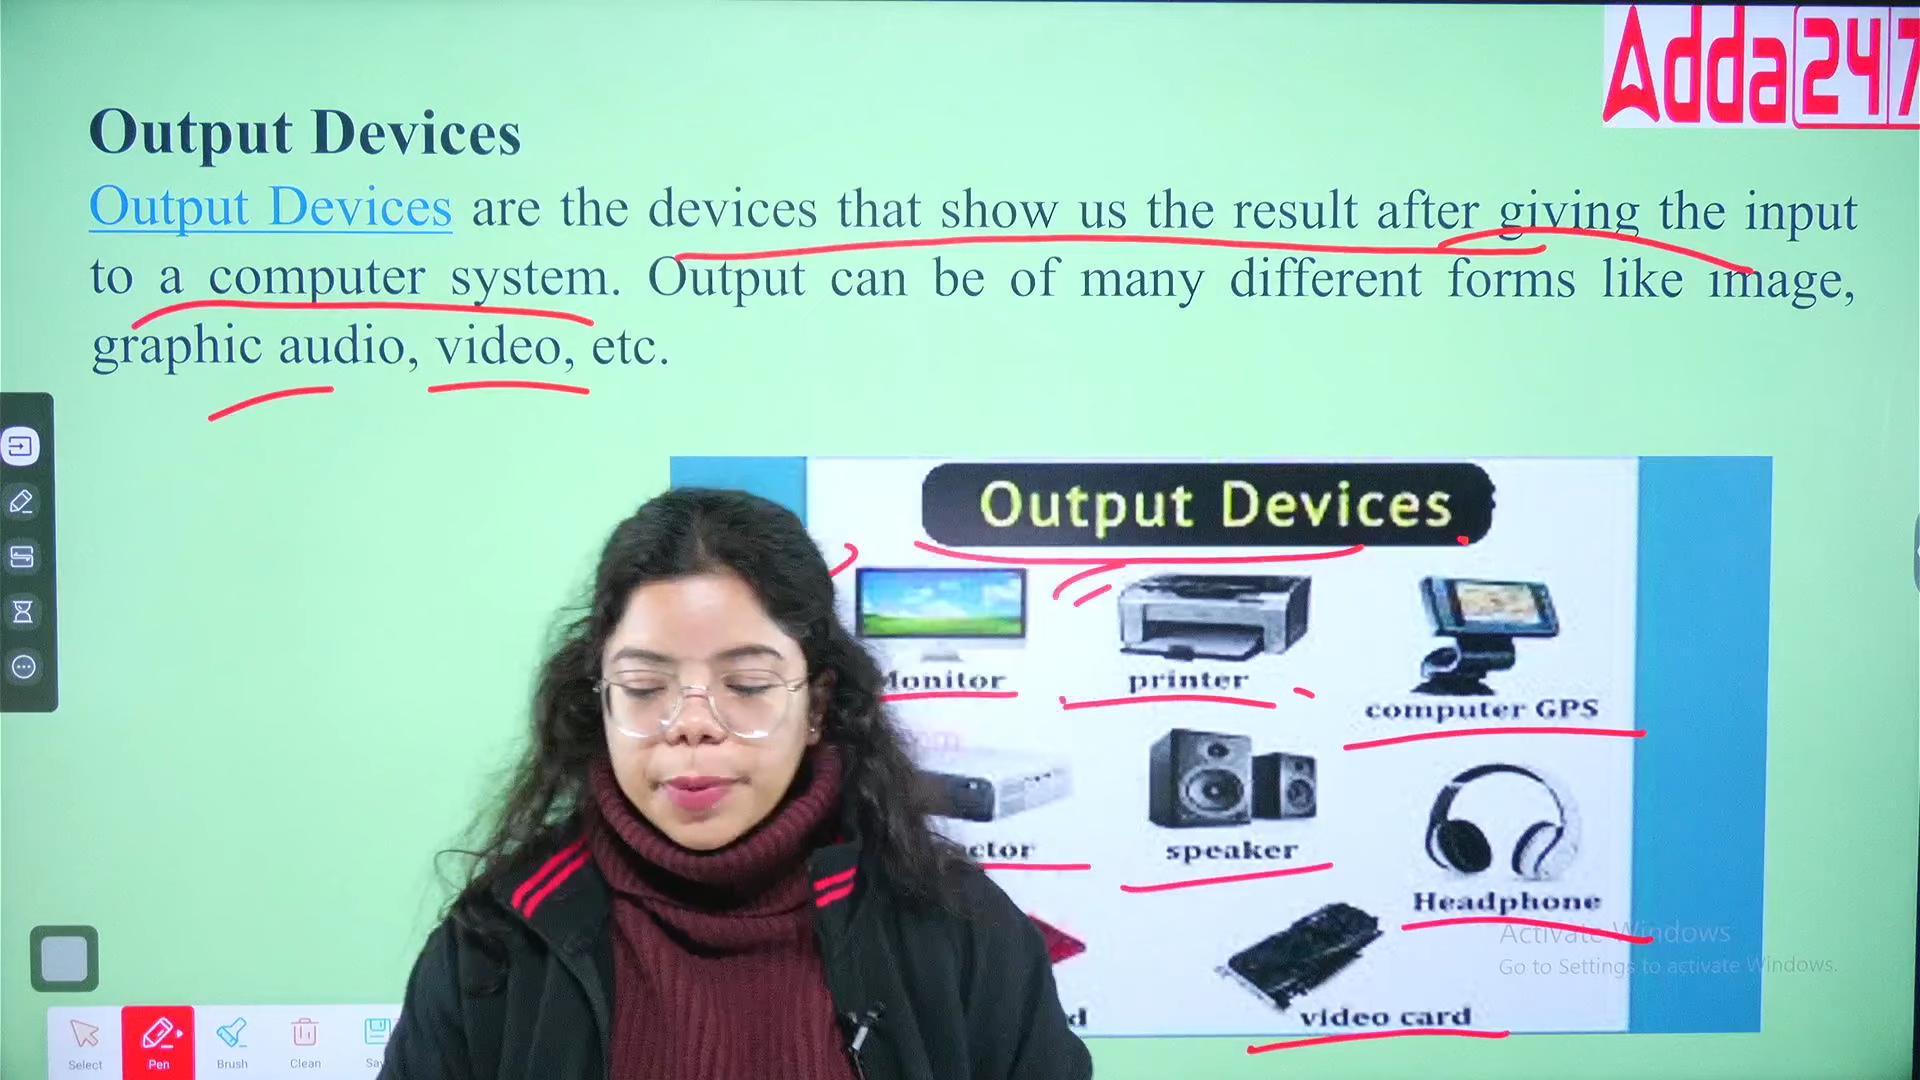 Adda247
Output Devices
Output Devices are the devices that show us the result after giving the input
to a computer system. Output can be of many different forms like image,
graphic audio, video, etc.
Output Devices
Monitor
printer
computer GPS
speaker
Headphone
Activate Windows
Go to Settings to activate Windows.
video card
Select
Pen
Brush
Clean